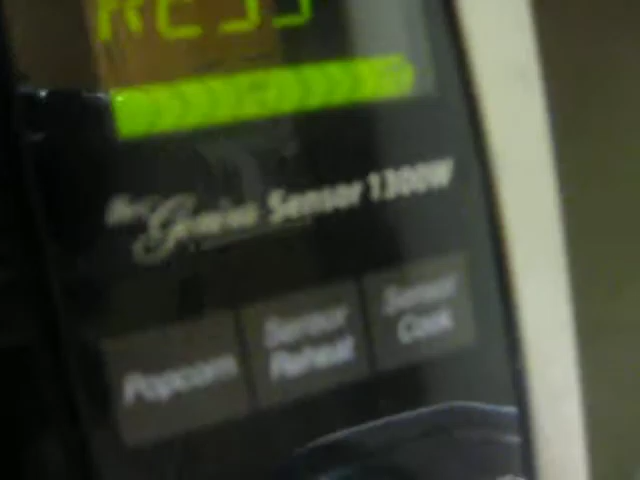 the Genius Sensor 1300W
Popcorn
Sensor
Reheat
Sensor
Cook